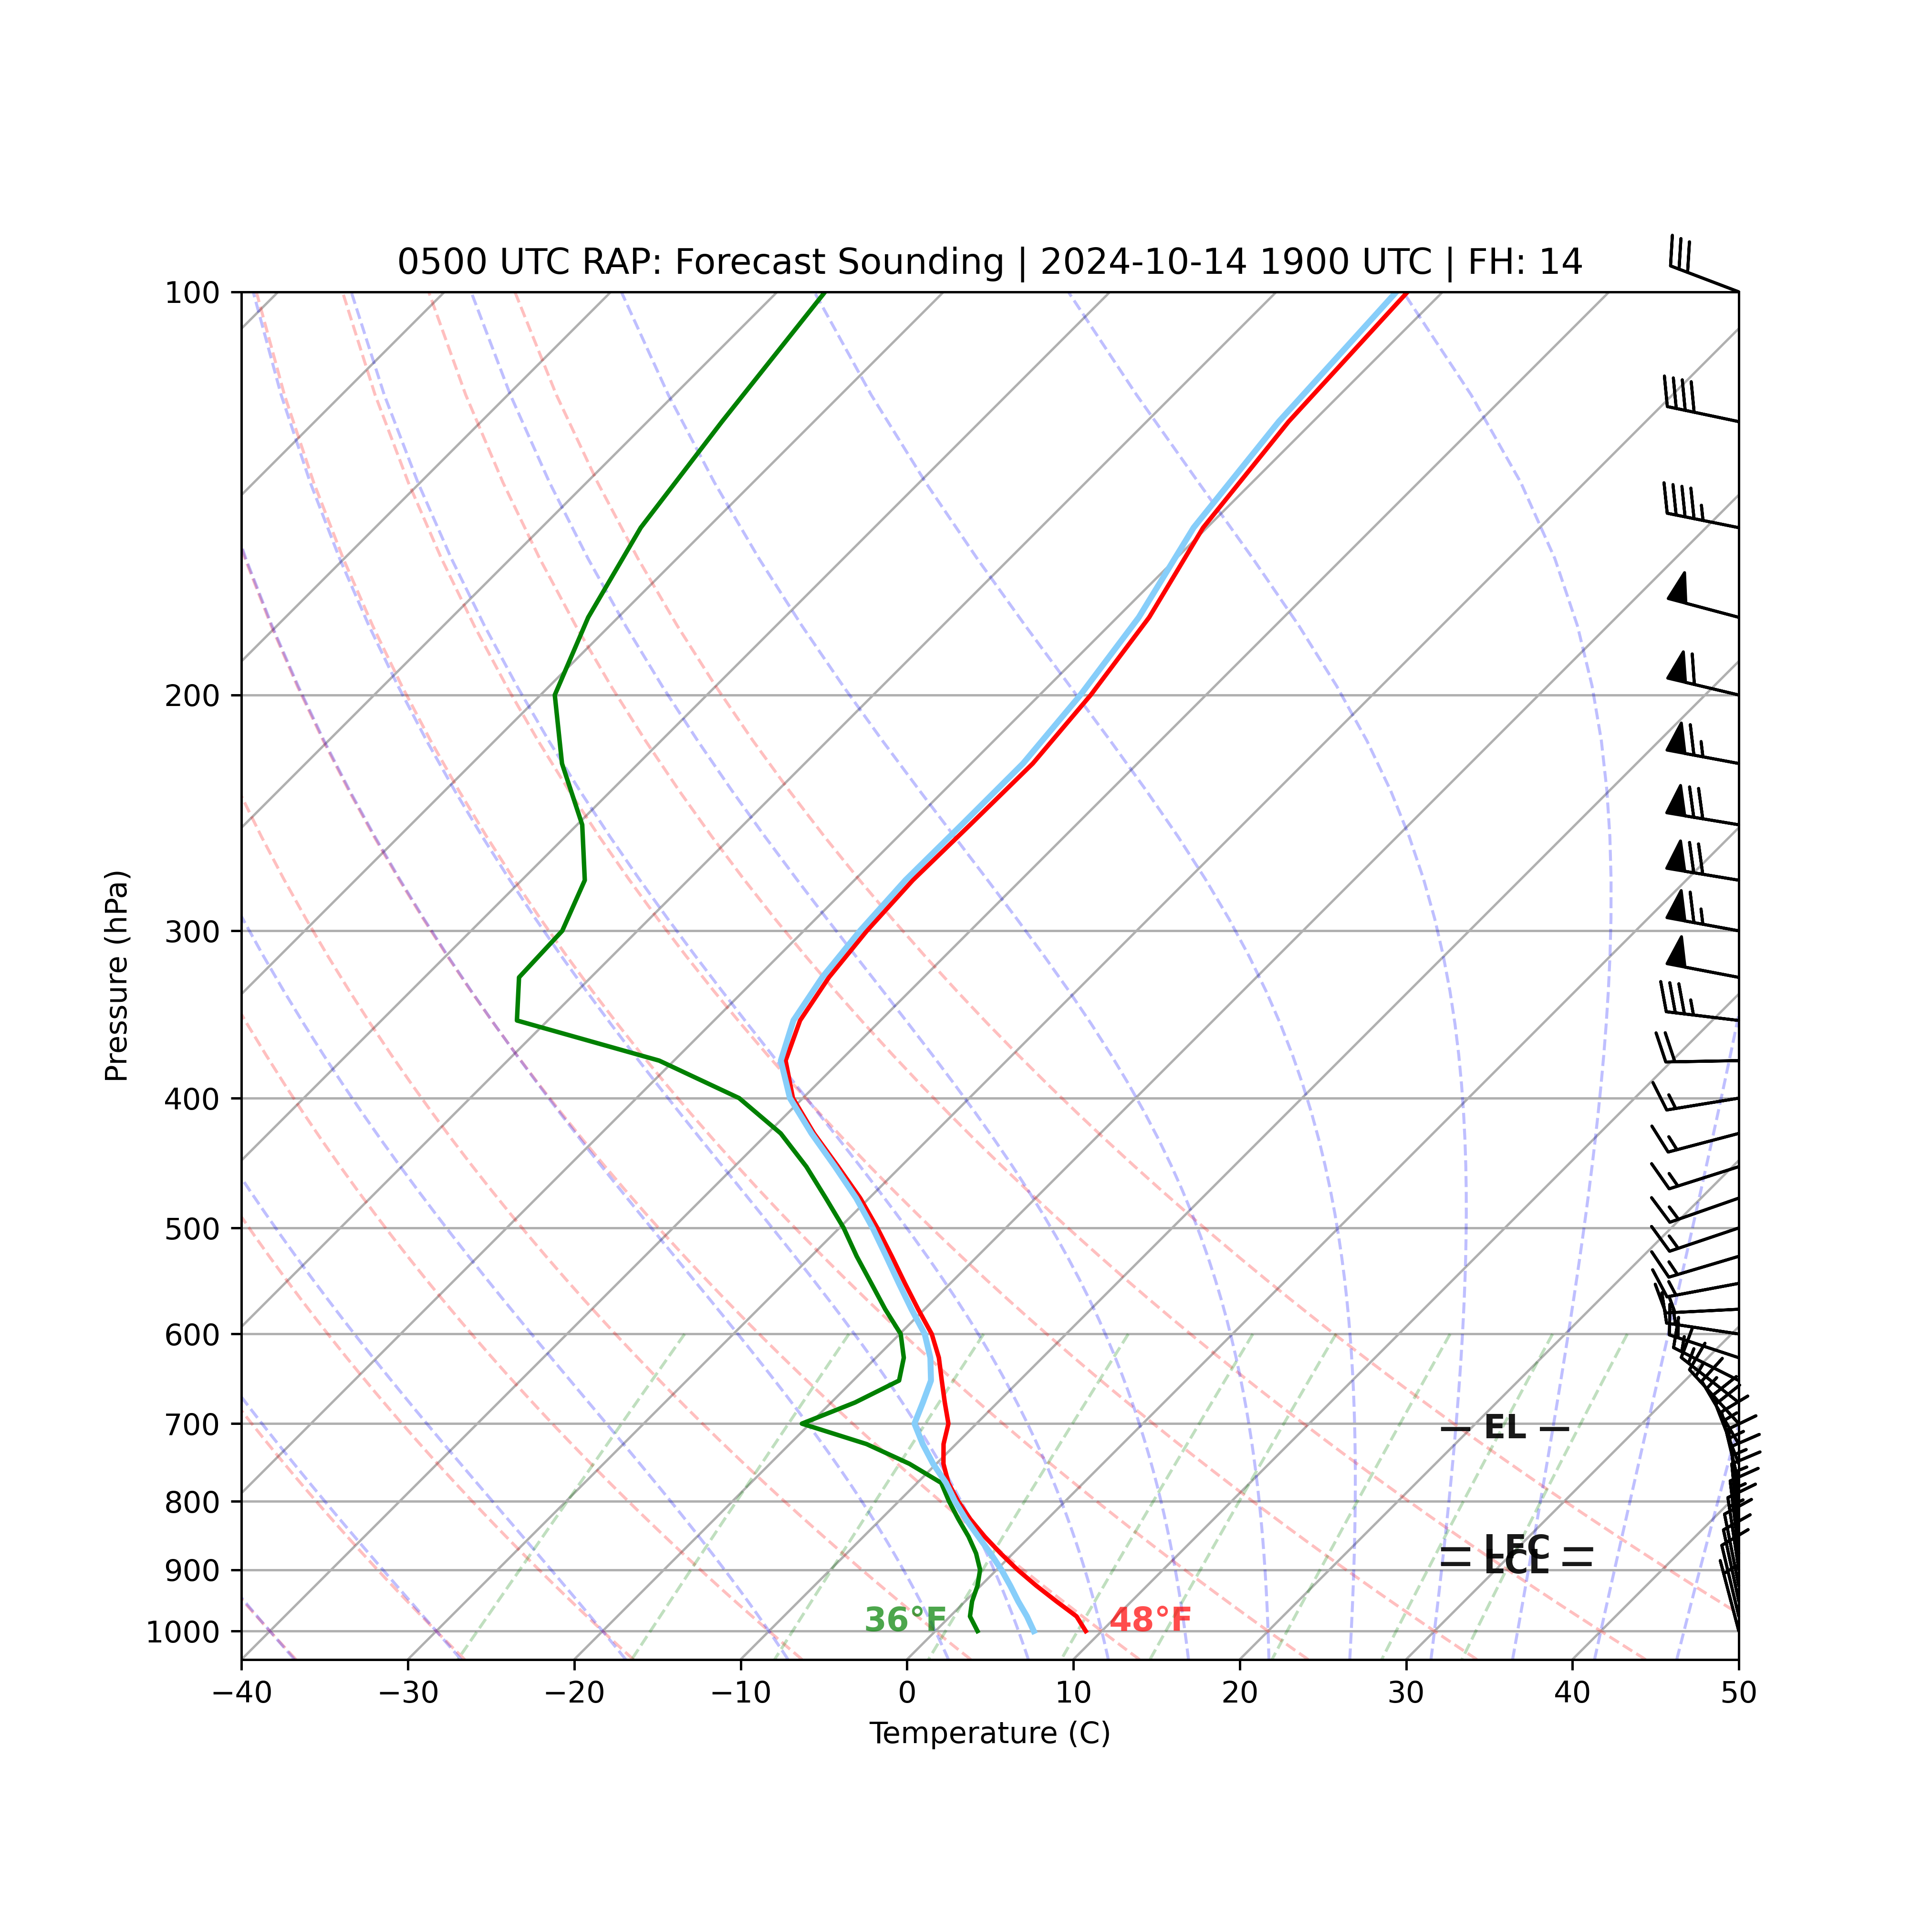 0500 UTC RAP: Forecast Sounding | 2024-10-14 1900 UTC | FH: 14
100
200
300
400
500
600
700
800
900
1000
Pressure (hPa)
— EL —
— LFC —
— LCL —
36°F
48°F
−40 −30 −20 −10 0 10 20 30 40 50
Temperature (C)